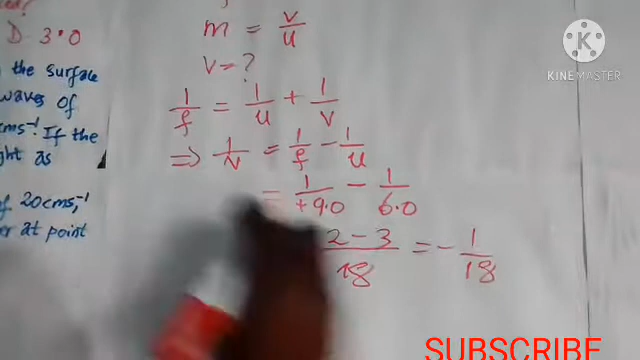 m = v/u
D 3.0
v = ?
the surface
waves of
1/f = 1/u + 1/v
cms⁻¹. If the
⇒ 1/v = 1/f − 1/u
ght as
= 1/+9.0 − 1/6.0
f 20cms⁻¹,
r at point
2 − 3/18 = − 1/18
KINEMASTER
SUBSCRIBE